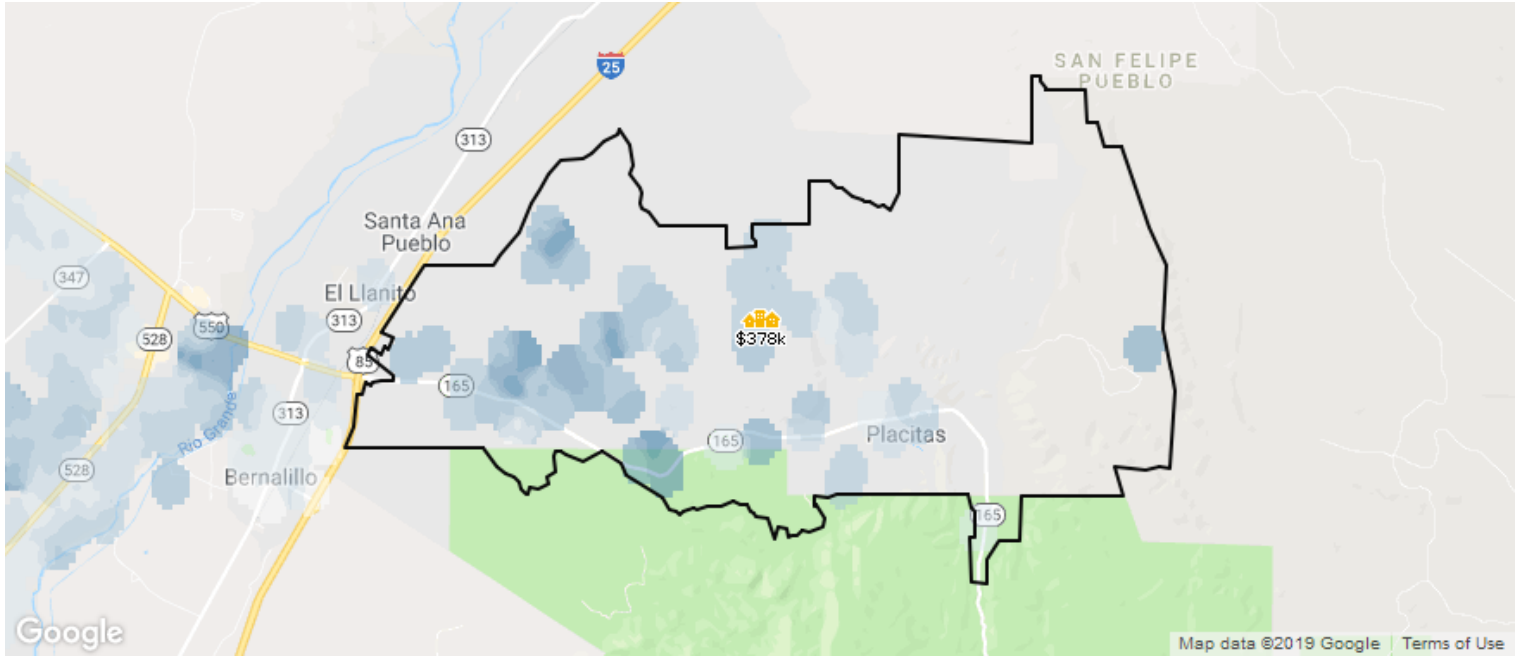 SAN FELIPE
PUEBLO
25
313
Santa Ana
Pueblo
347
El Llanito
313
550
528
85
$378k
165
313
Rio Grande
165
Placitas
528
Bernalillo
165
Google
Map data ©2019 Google
Terms of Use